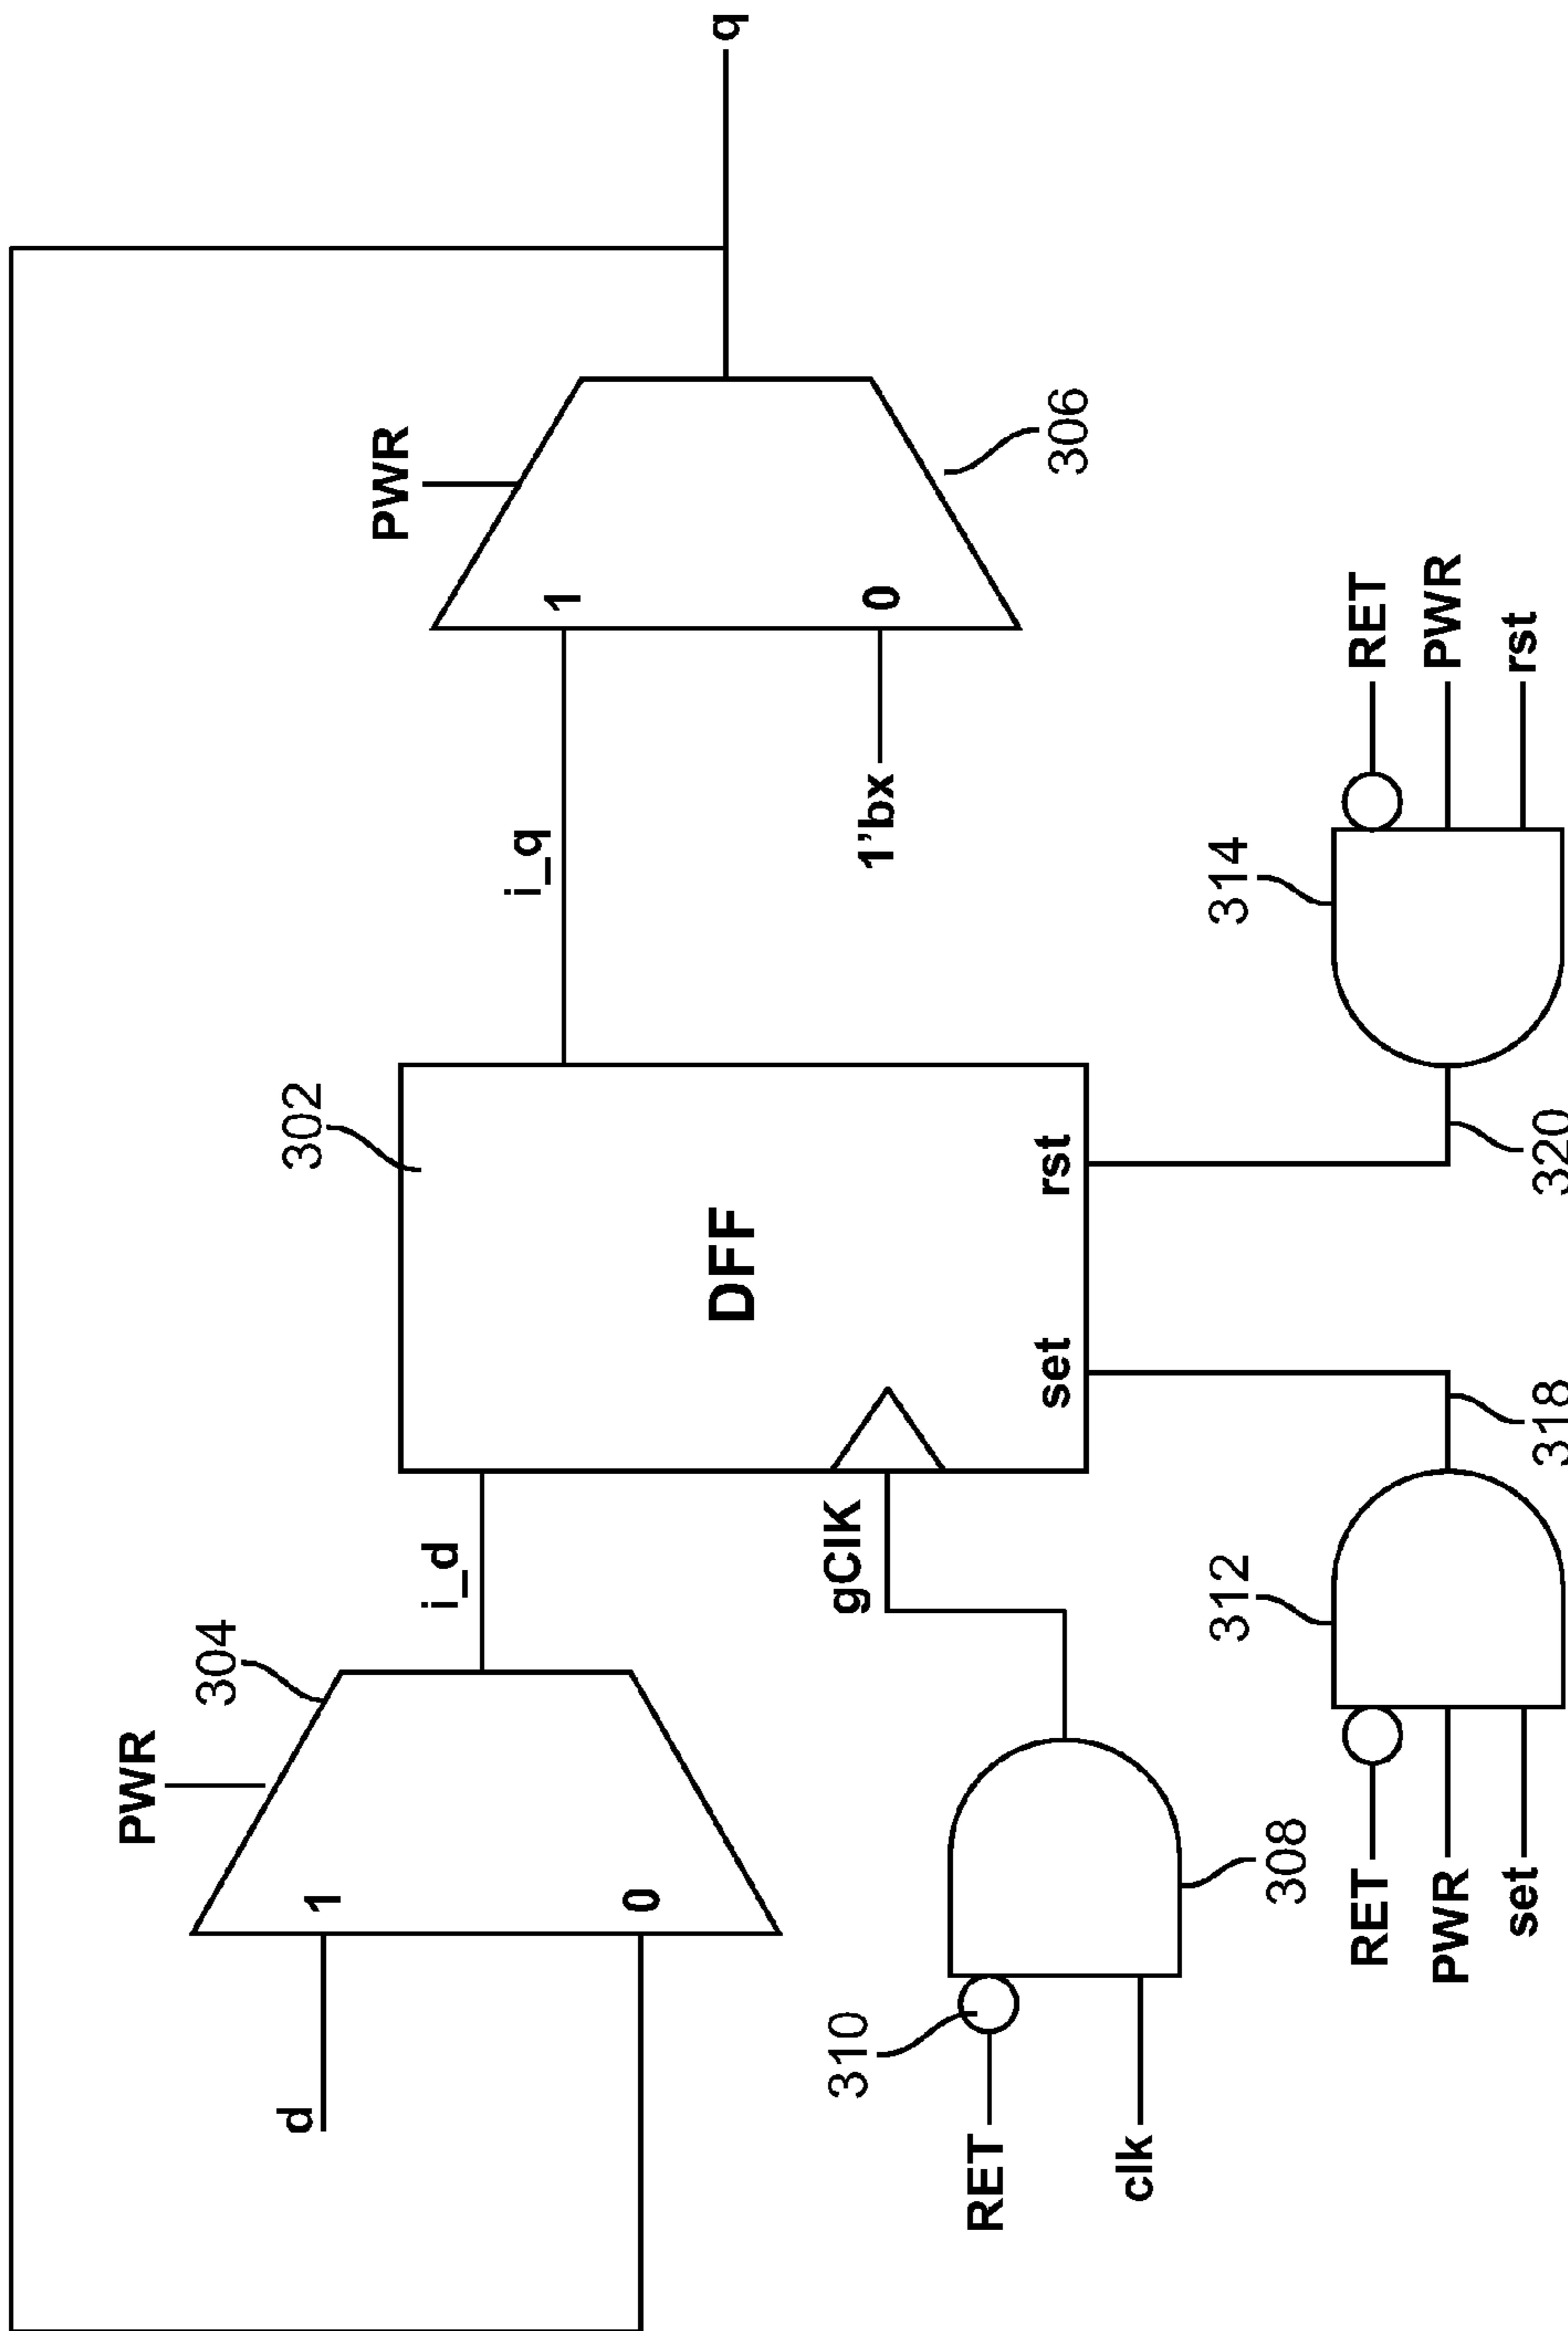 q
PWR
1
0
306
i_q
1'bx
302
DFF
set
rst
RET
PWR
rst
314
320
PWR
304
1
0
d
i_d
gClK
RET
clk
310
308
RET
PWR
set
312
318